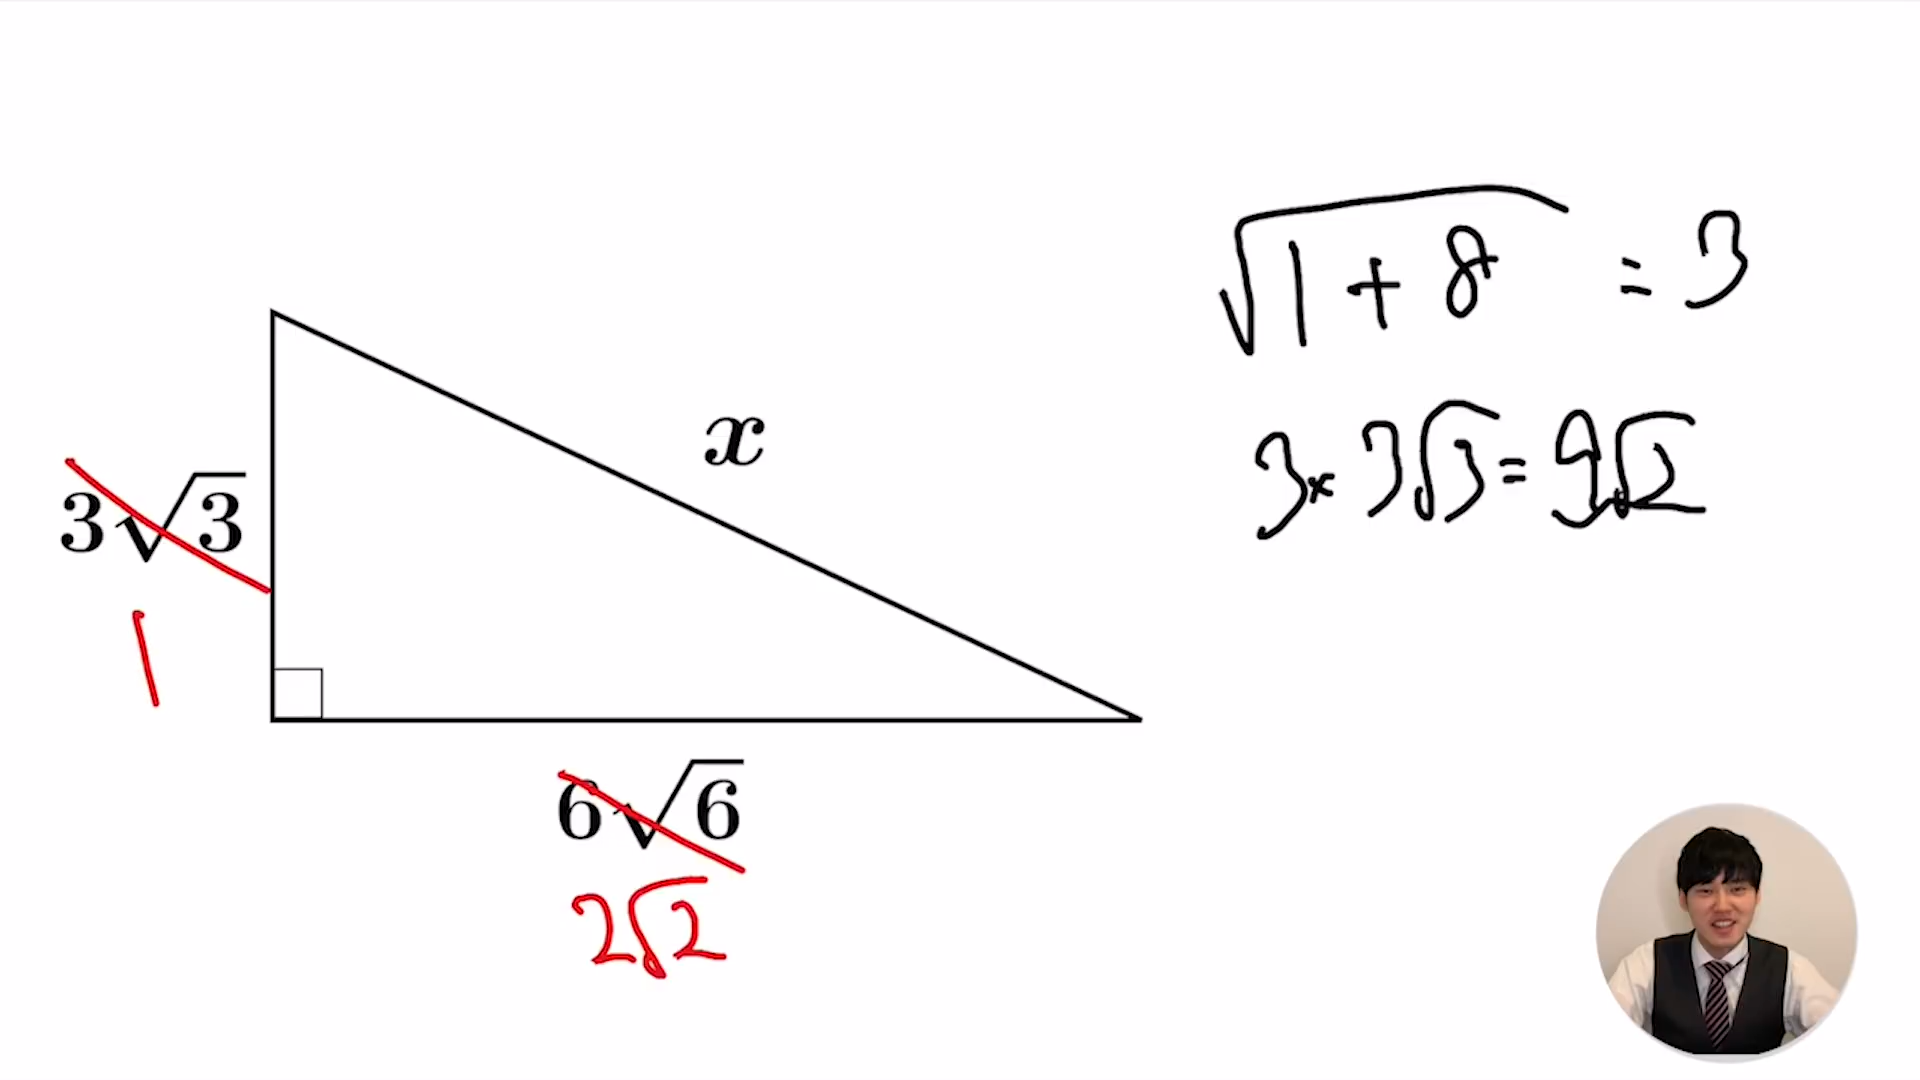 √1+8 = 3
x
3×3√3=9√2
3√3
1
6√6
2√2